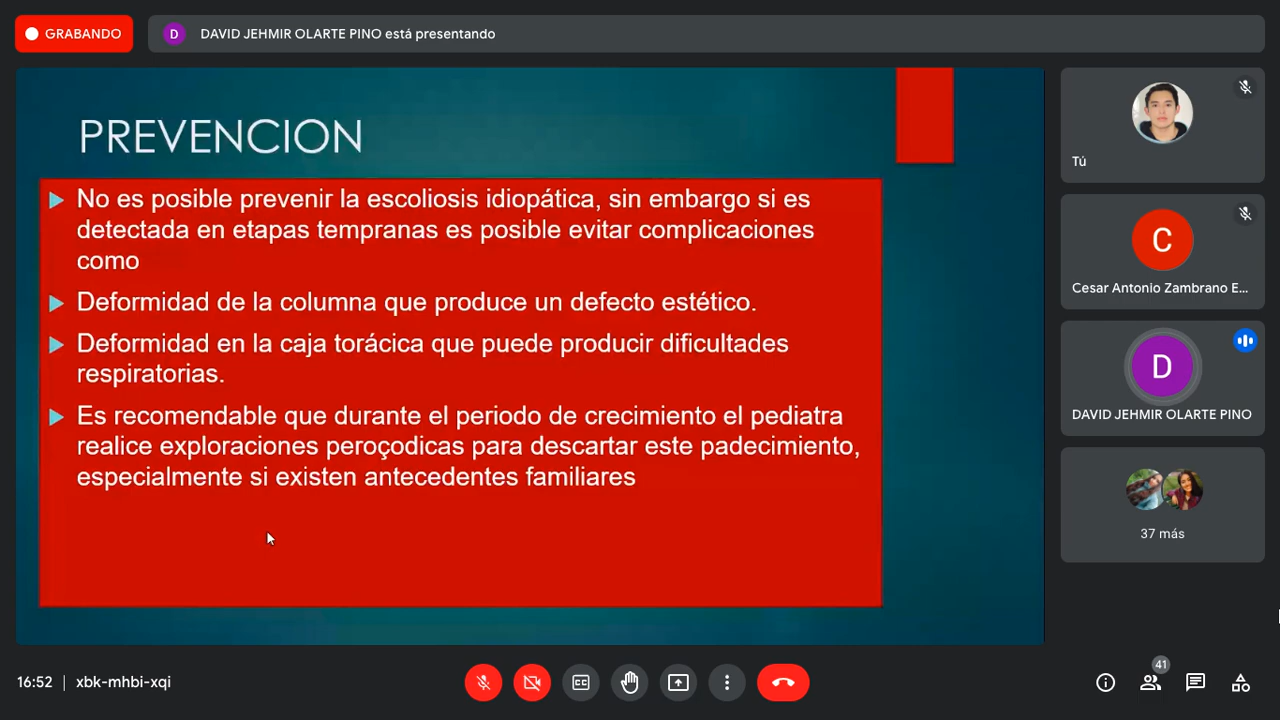 GRABANDO
D
DAVID JEHMIR OLARTE PINO está presentando
PREVENCION
No es posible prevenir la escoliosis idiopática, sin embargo si es
detectada en etapas tempranas es posible evitar complicaciones
como
Deformidad de la columna que produce un defecto estético.
Deformidad en la caja torácica que puede producir dificultades
respiratorias.
Es recomendable que durante el periodo de crecimiento el pediatra
realice exploraciones peroçodicas para descartar este padecimiento,
especialmente si existen antecedentes familiares
Tú
C
Cesar Antonio Zambrano E...
D
DAVID JEHMIR OLARTE PINO
37 más
16:52 | xbk-mhbi-xqi
CC
41